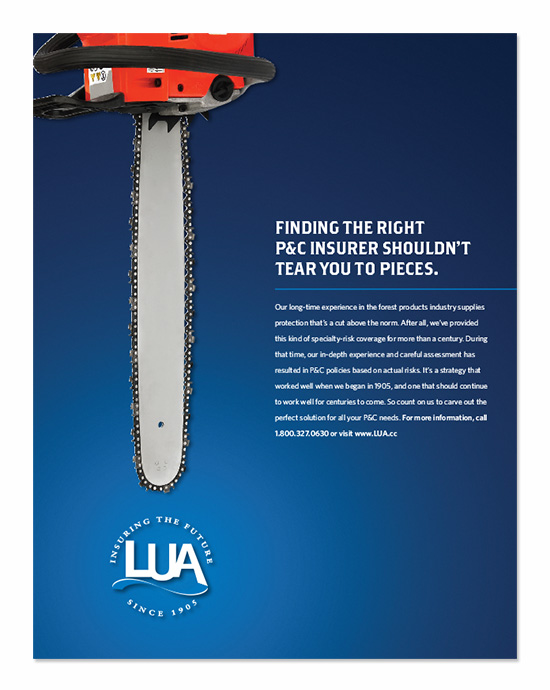 FINDING THE RIGHT
P&C INSURER SHOULDN'T
TEAR YOU TO PIECES.
Our long-time experience in the forest products industry supplies
protection that's a cut above the norm. After all, we've provided
this kind of specialty-risk coverage for more than a century. During
that time, our in-depth experience and careful assessment has
resulted in P&C policies based on actual risks. It's a strategy that
worked well when we began in 1905, and one that should continue
to work well for centuries to come. So count on us to carve out the
perfect solution for all your P&C needs. For more information, call
1.800.327.0630 or visit www.LUA.cc
INSURING THE FUTURE
LUA
SINCE 1905